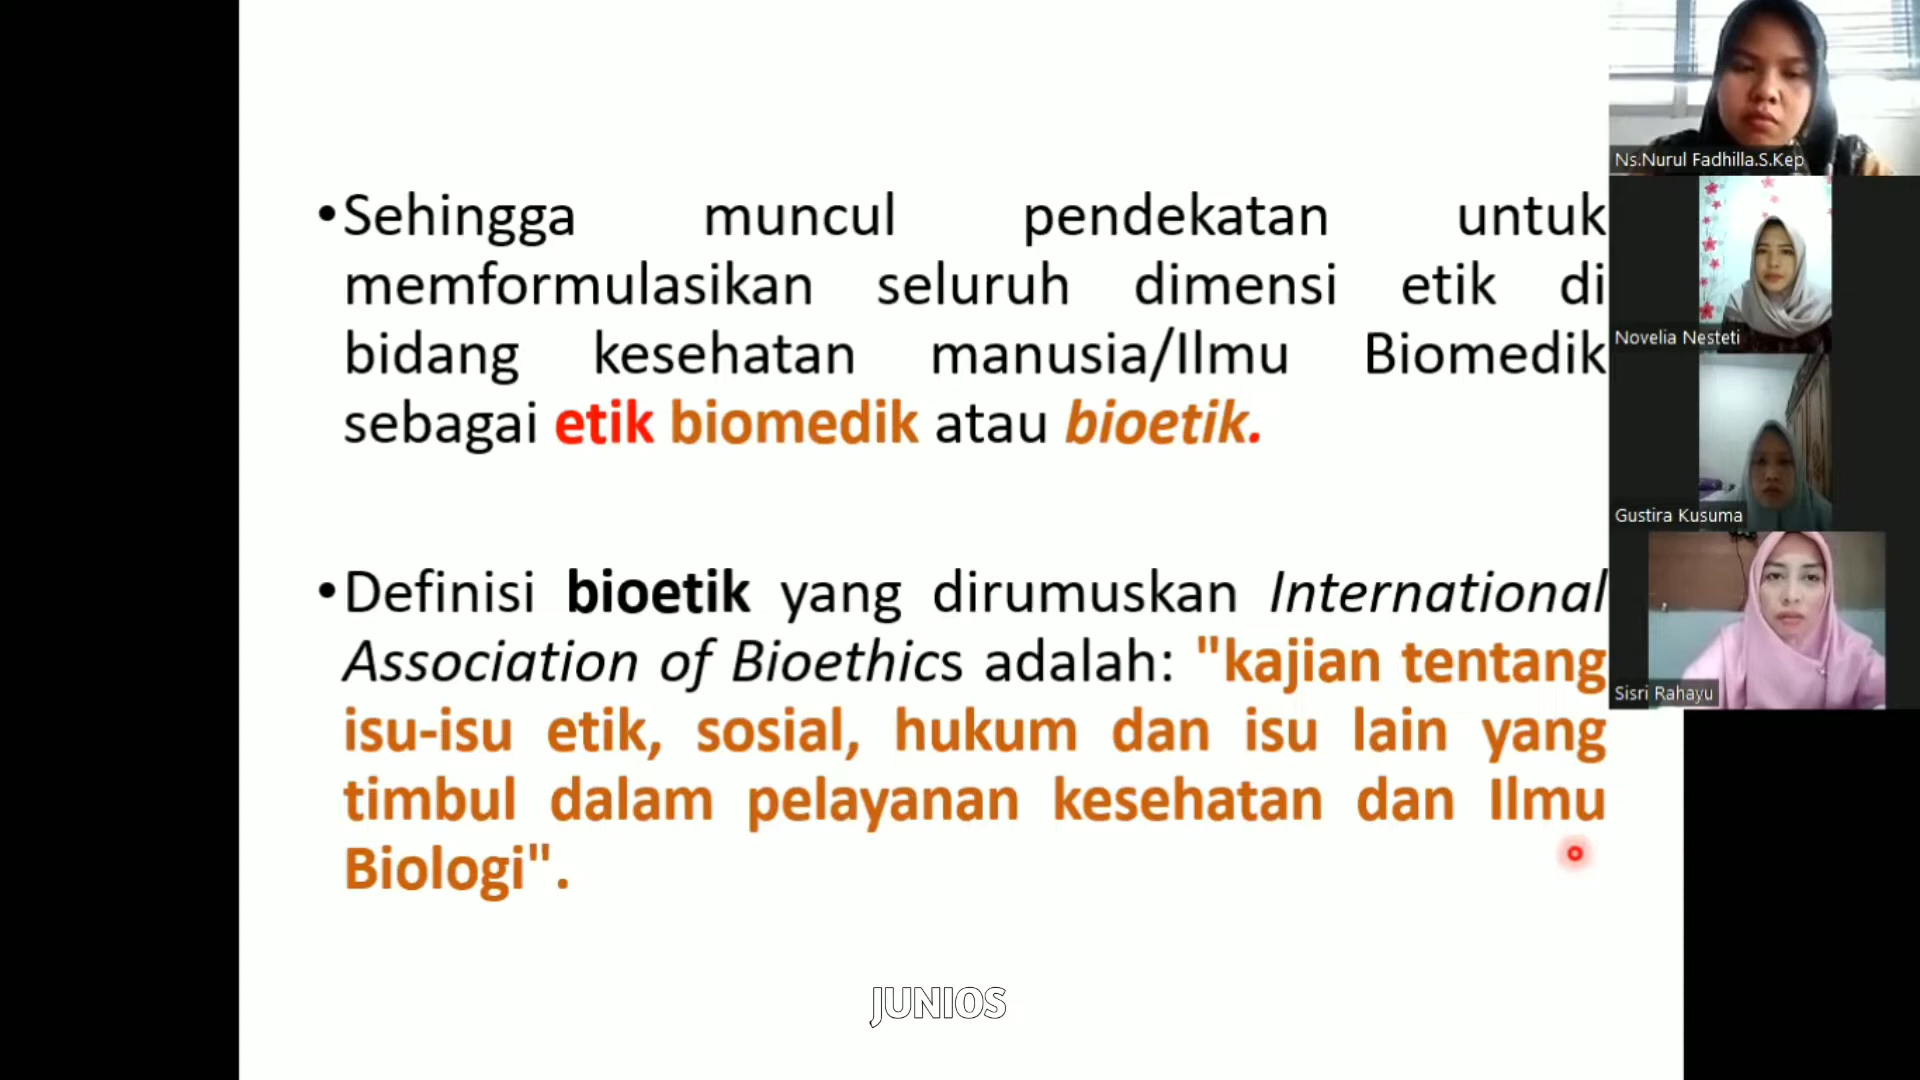 •Sehingga muncul pendekatan untuk
memformulasikan seluruh dimensi etik di
bidang kesehatan manusia/Ilmu Biomedik
sebagai etik biomedik atau bioetik.
•Definisi bioetik yang dirumuskan International
Association of Bioethics adalah: "kajian tentang
isu-isu etik, sosial, hukum dan isu lain yang
timbul dalam pelayanan kesehatan dan Ilmu
Biologi".
JUNIOS
Ns.Nurul Fadhilla.S.Kep
Novelia Nesteti
Gustira Kusuma
Sisri Rahayu